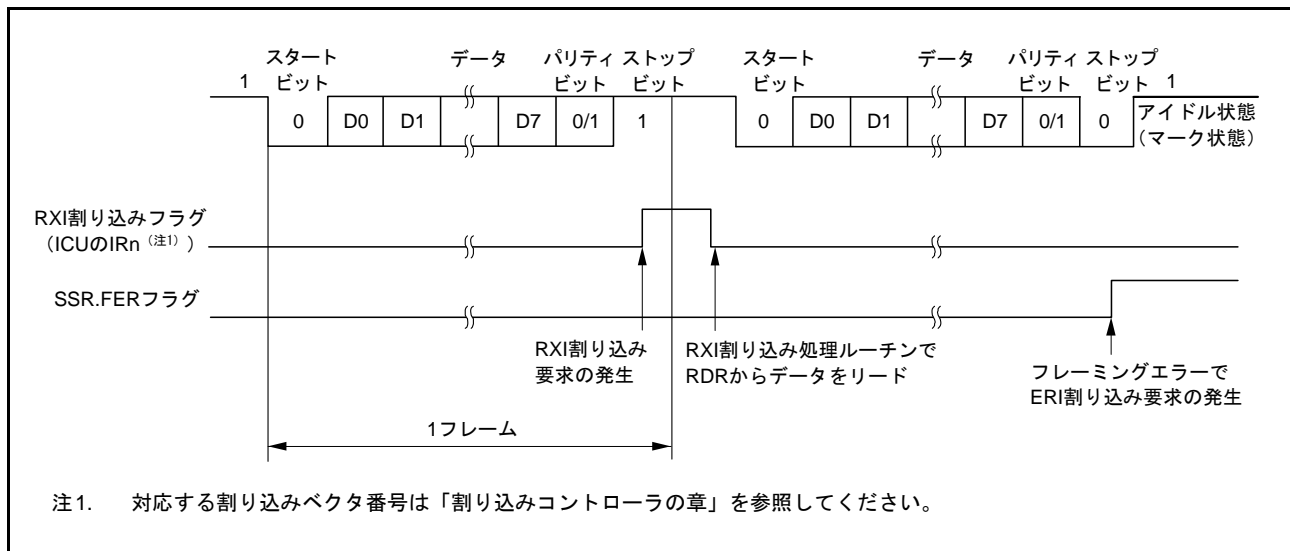 スタート
ビット
データ
パリティ
ビット
ストップ
ビット
スタート
ビット
データ
パリティ
ビット
ストップ
ビット
1
0 D0 D1 D7 0/1 1 0 D0 D1 D7 0/1 0
1
アイドル状態
(マーク状態)
RXI割り込みフラグ
(ICUのIRn (注1) )
SSR.FERフラグ
RXI割り込み
要求の発生
RXI割り込み処理ルーチンで
RDRからデータをリード
フレーミングエラーで
ERI割り込み要求の発生
1フレーム
注1. 対応する割り込みベクタ番号は「割り込みコントローラの章」を参照してください。